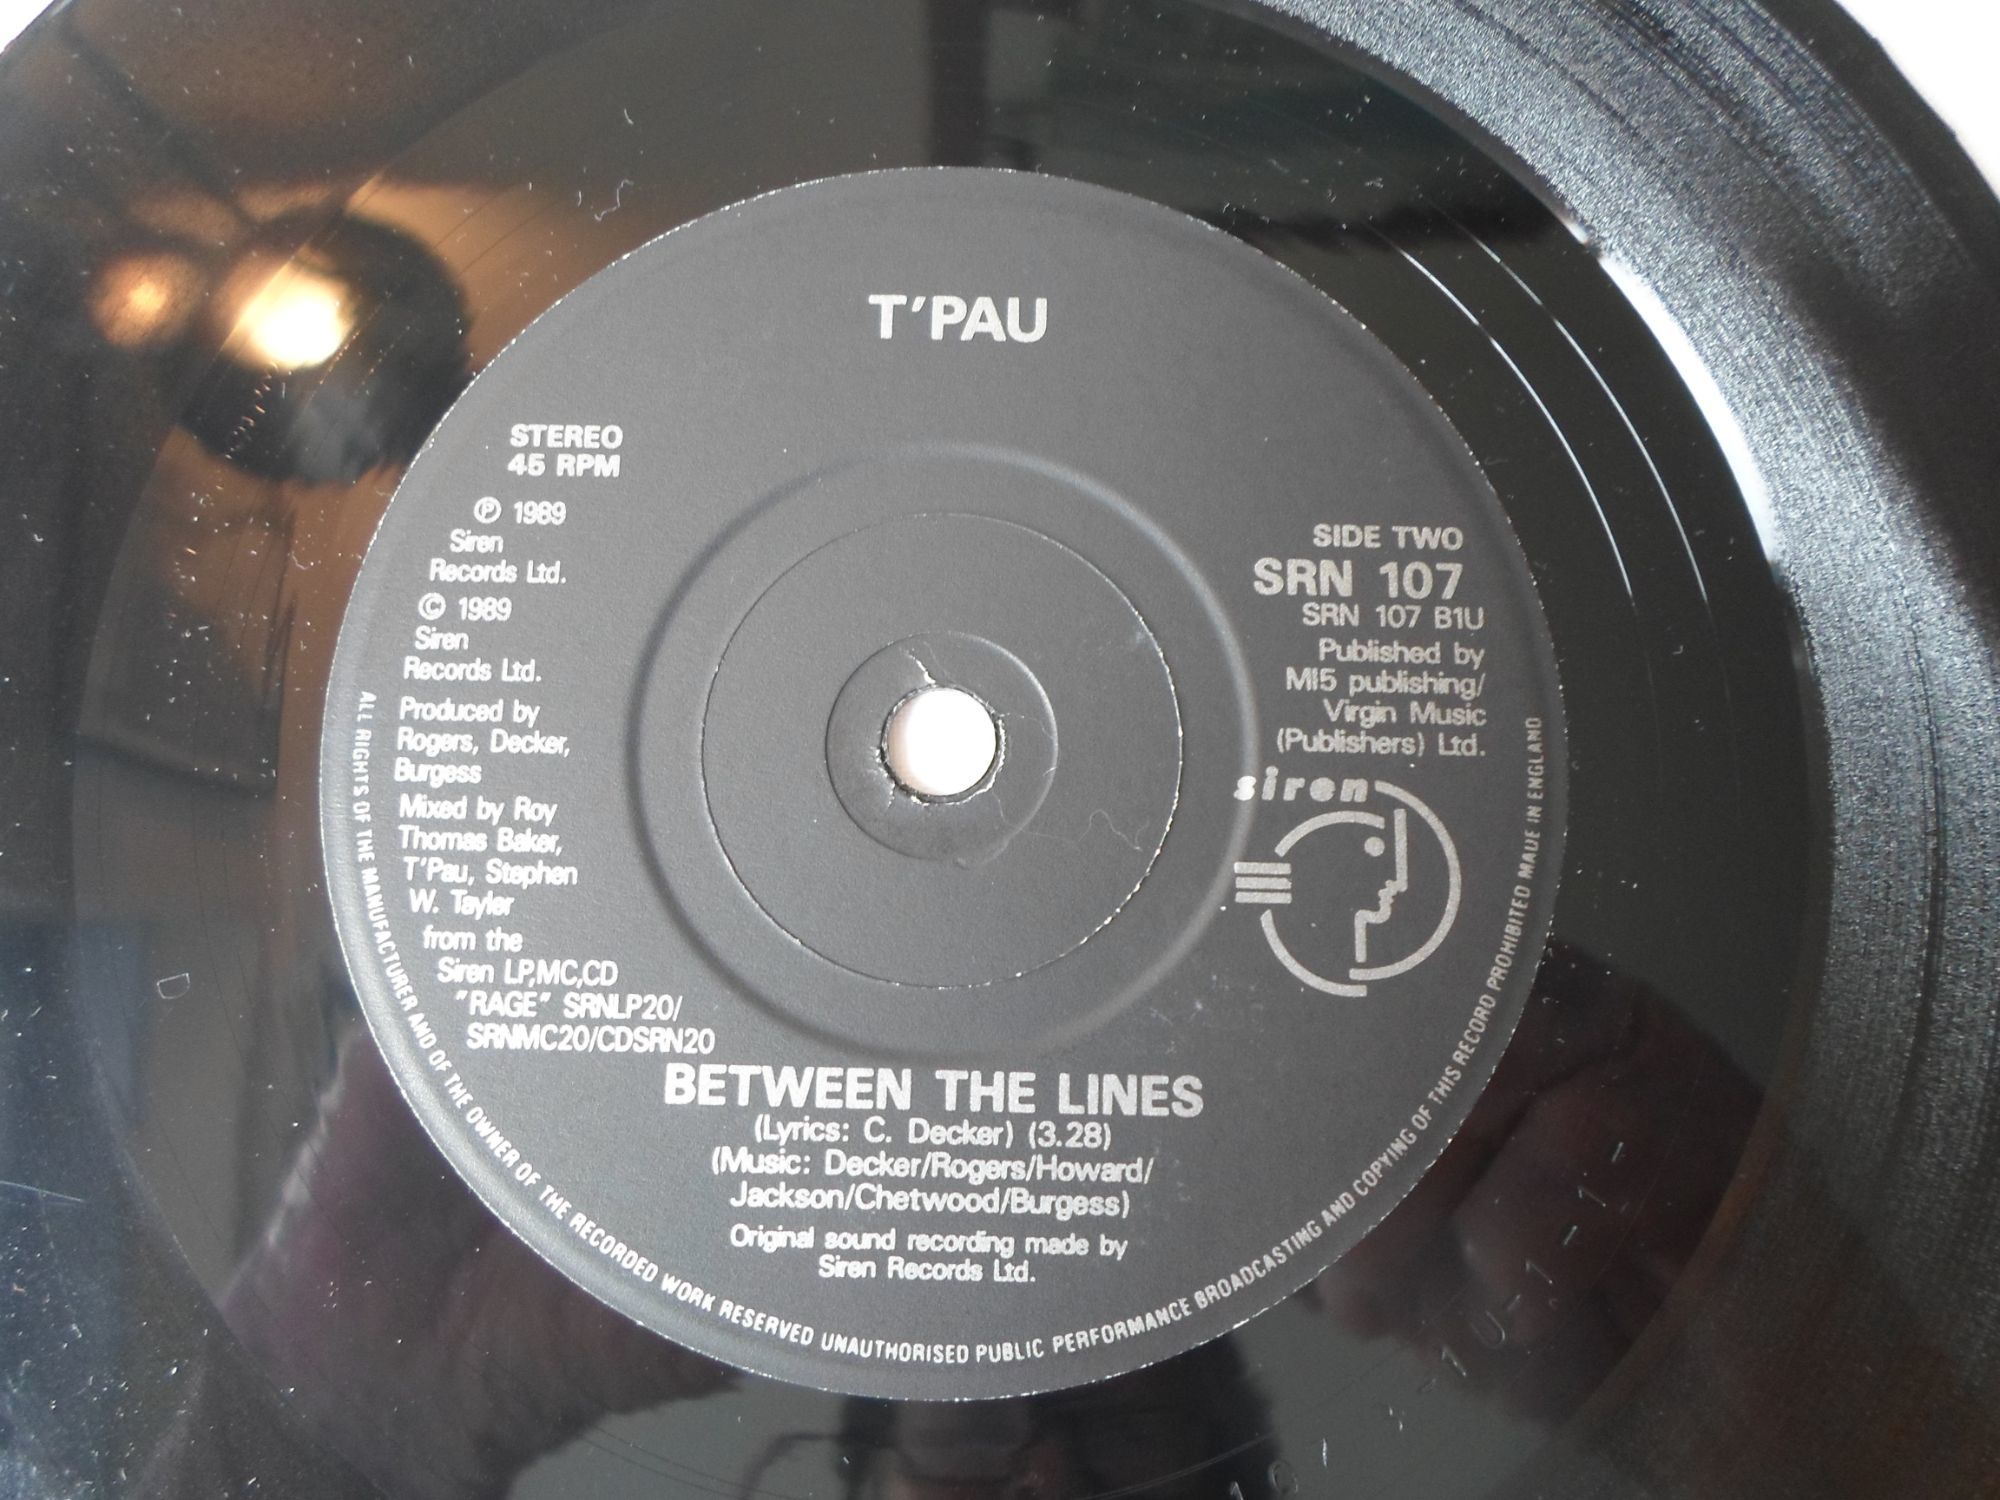 T'PAU
STEREO
45 RPM
℗ 1989
Siren
Records Ltd.
© 1989
Siren
Records Ltd.
Produced by
Rogers, Decker,
Burgess
Mixed by Roy
Thomas Baker,
T'Pau, Stephen
W. Tayler
from the
Siren LP,MC,CD
"RAGE" SRNLP20/
SRNMC20/CDSRN20
SIDE TWO
SRN 107
SRN 107 B1U
Published by
MI5 publishing/
Virgin Music
(Publishers) Ltd.
siren
BETWEEN THE LINES
(Lyrics: C. Decker) (3.28)
(Music: Decker/Rogers/Howard/
Jackson/Chetwood/Burgess)
Original sound recording made by
Siren Records Ltd.
ALL RIGHTS OF THE MANUFACTURER AND OF THE OWNER OF THE RECORDED WORK RESERVED UNAUTHORISED PUBLIC PERFORMANCE BROADCASTING AND COPYING OF THIS RECORD PROHIBITED MADE IN ENGLAND
D
1U-1-1-